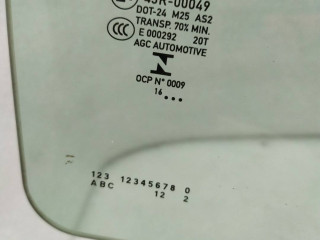 43R-00049
DOT-24 M25 AS2
TRANSP. 70% MIN.
CCC E 000292 20T
AGC AUTOMOTIVE
N
OCP N° 0009
16 ...
123 12345678 0
ABC 12 2